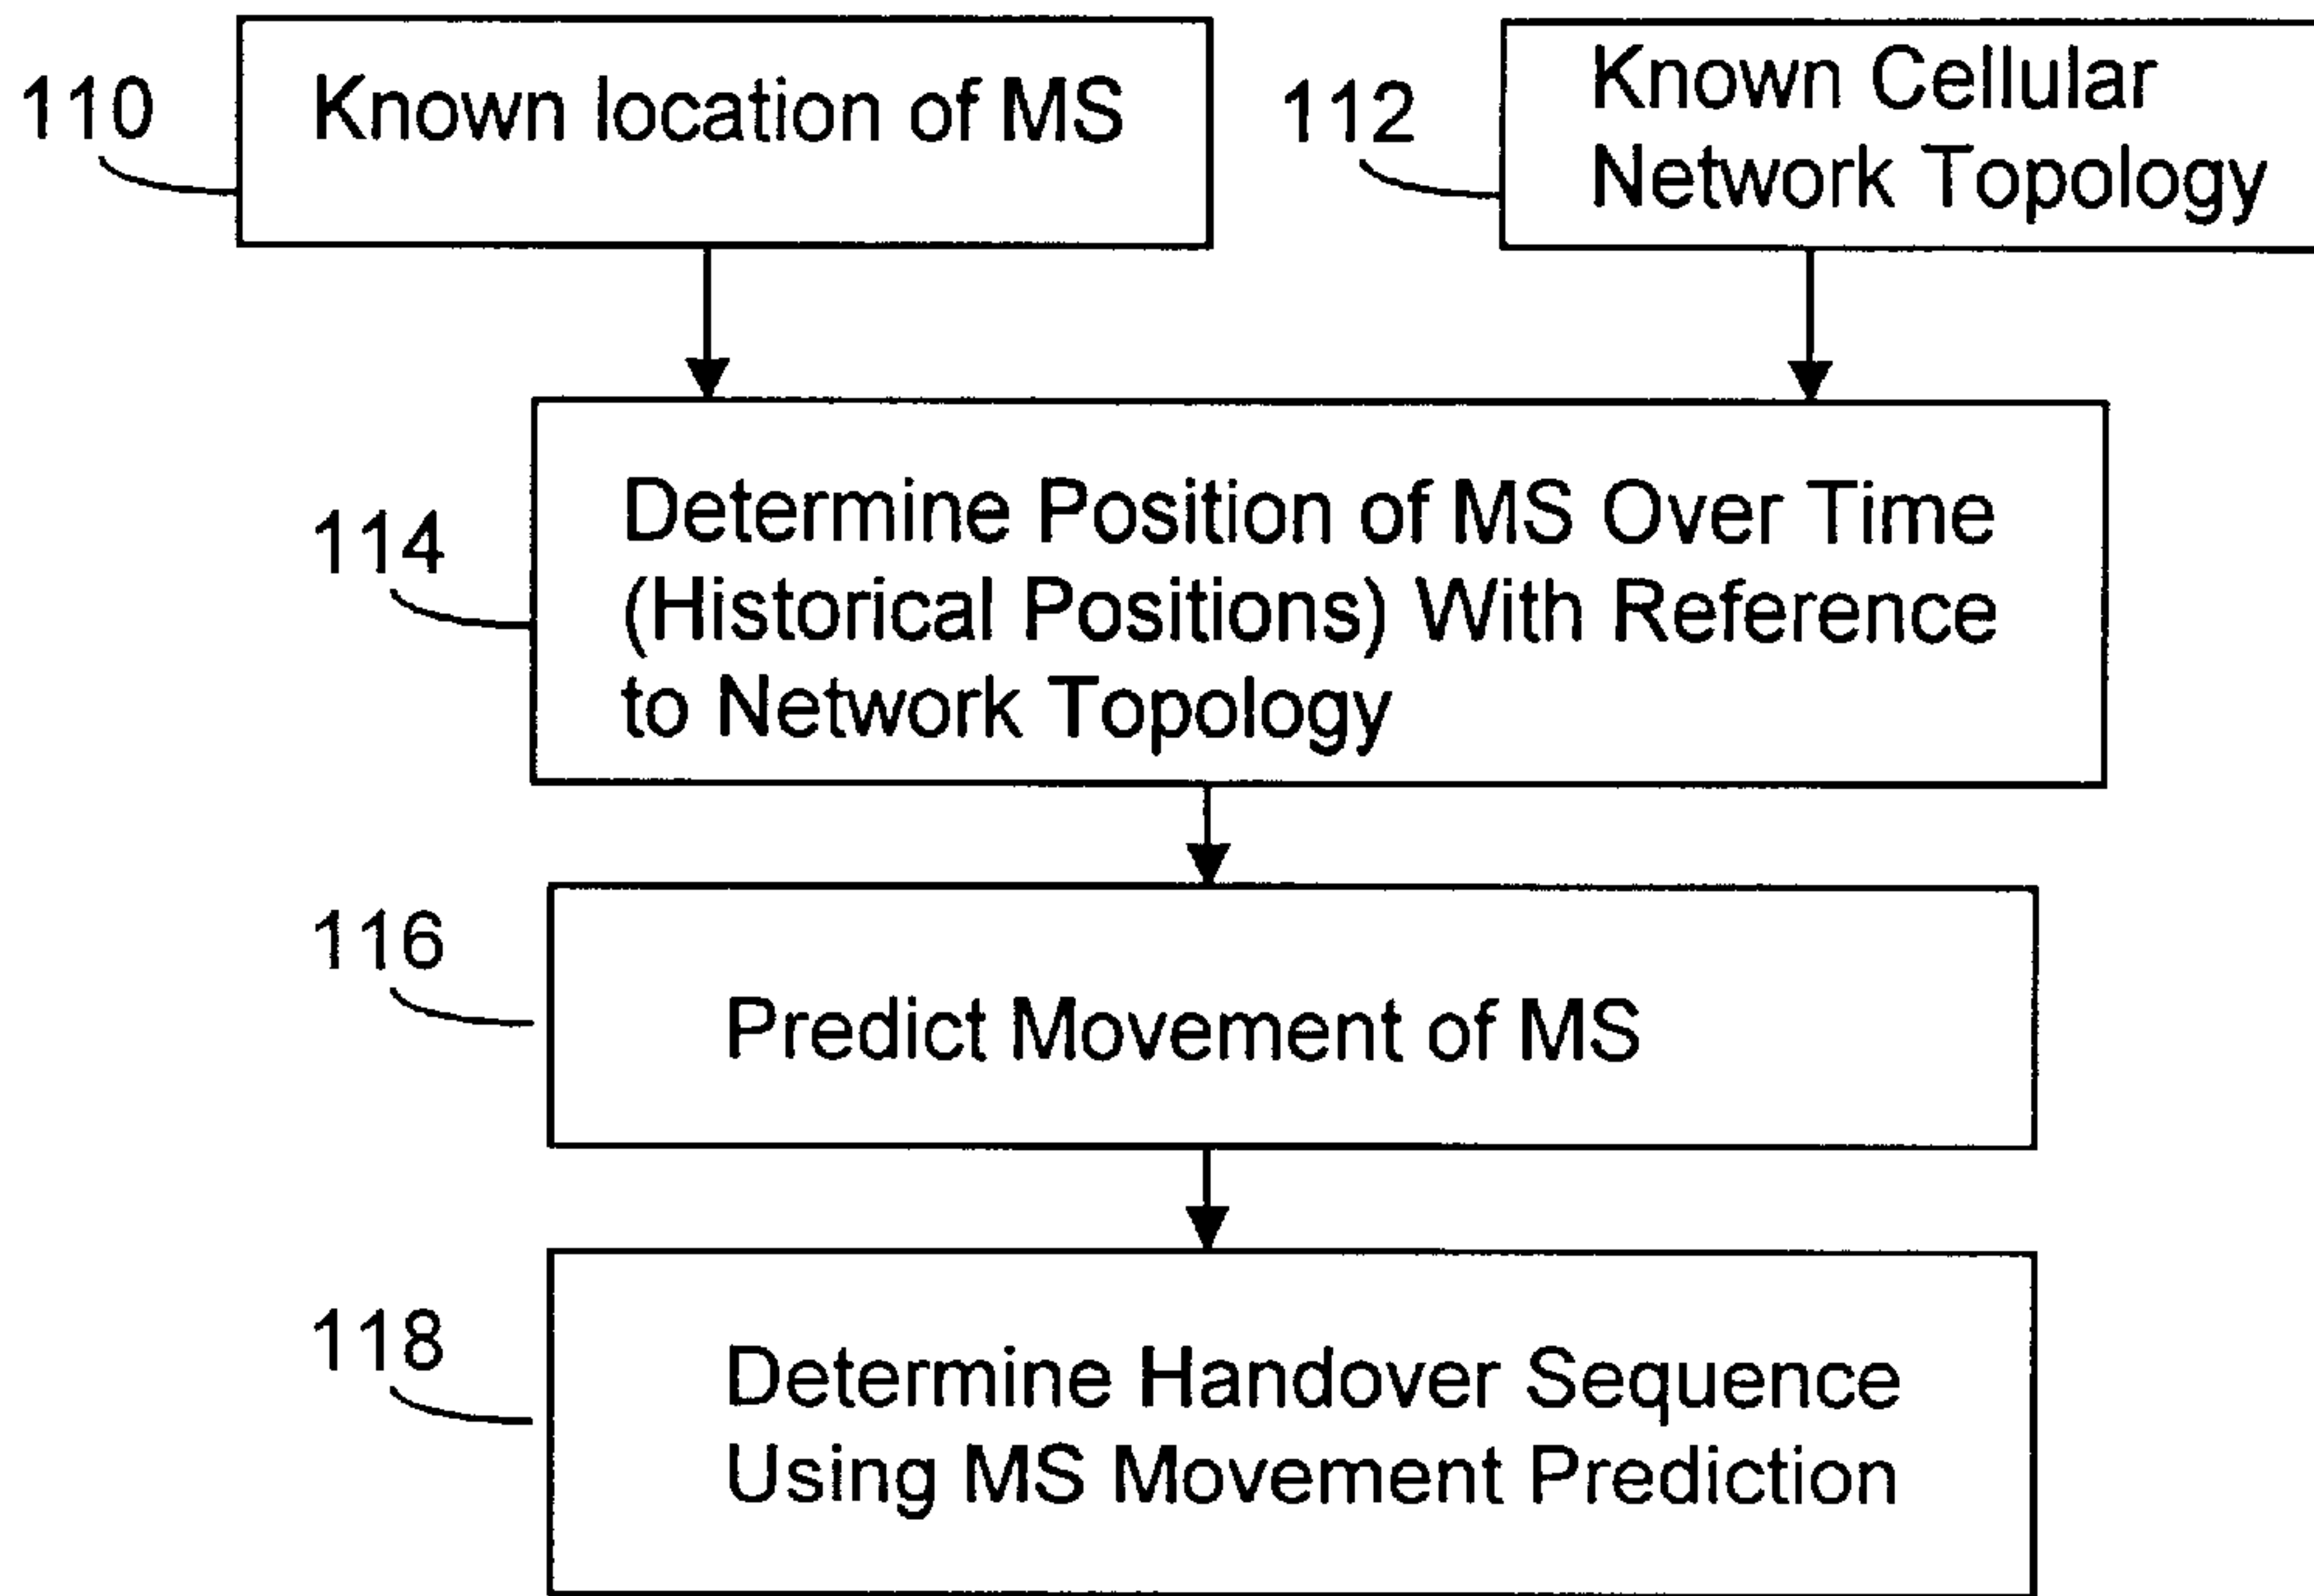 110
Known location of MS
112
Known Cellular
Network Topology
114
Determine Position of MS Over Time
(Historical Positions) With Reference
to Network Topology
116
Predict Movement of MS
118
Determine Handover Sequence
Using MS Movement Prediction